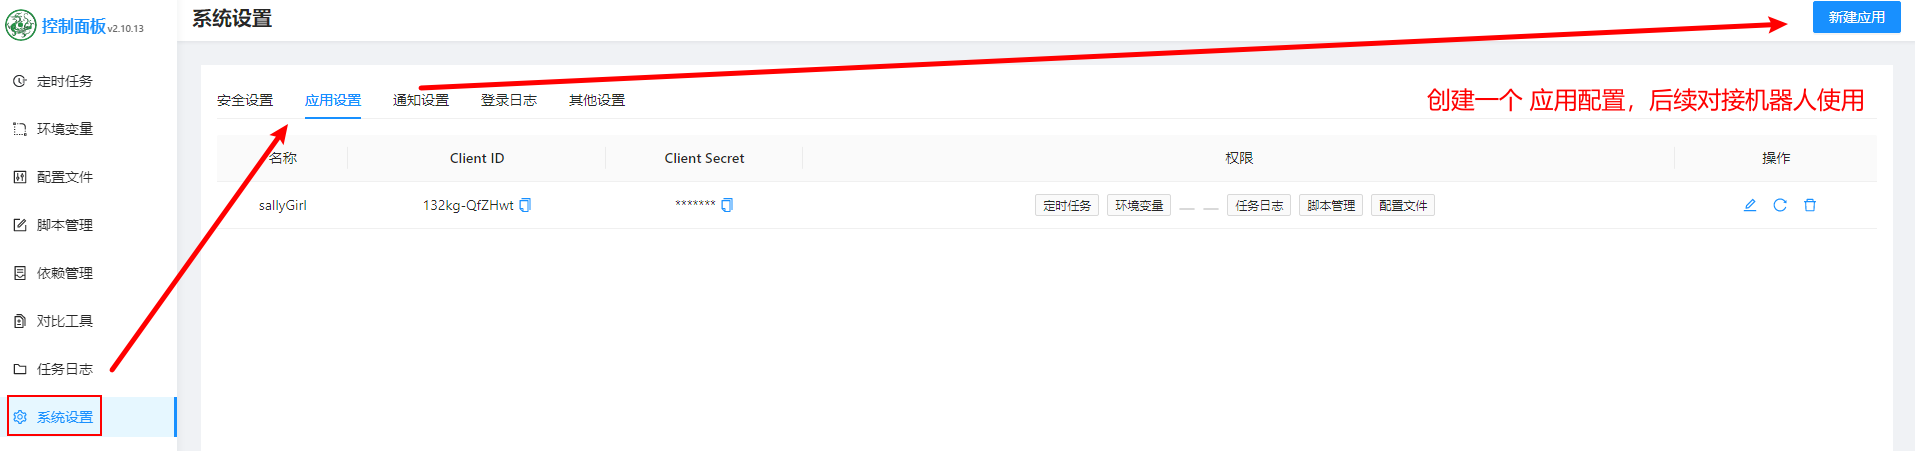 控制面板v2.10.13
系统设置
新建应用
定时任务
环境变量
配置文件
脚本管理
依赖管理
对比工具
任务日志
系统设置
安全设置 应用设置 通知设置 登录日志 其他设置
创建一个 应用配置，后续对接机器人使用
名称 Client ID Client Secret 权限 操作
sallyGirl 132kg-QfZHwt ******* 定时任务 环境变量 任务日志 脚本管理 配置文件